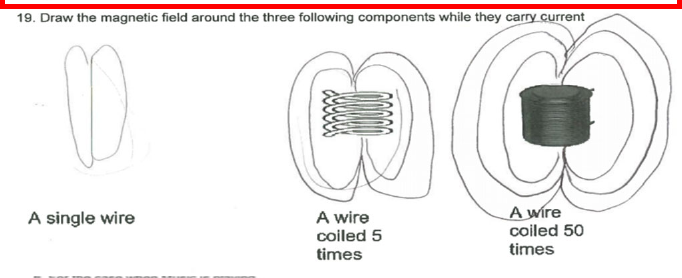 19. Draw the magnetic field around the three following components while they carry current
A single wire
A wire
coiled 5
times
A wire
coiled 50
times